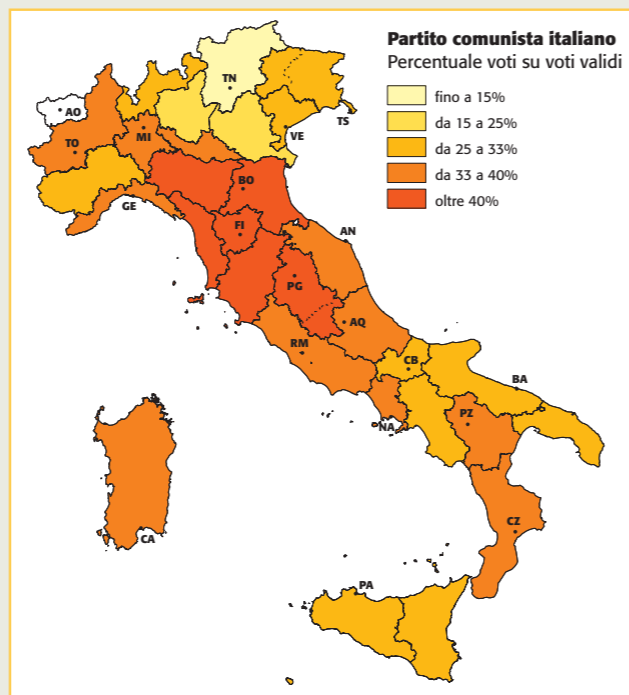 Partito comunista italiano
Percentuale voti su voti validi
fino a 15%
da 15 a 25%
da 25 a 33%
da 33 a 40%
oltre 40%
TN
AO
TO
MI
VE
TS
GE
BO
FI
AN
PG
AQ
RM
CB
BA
NA
PZ
CA
CZ
PA